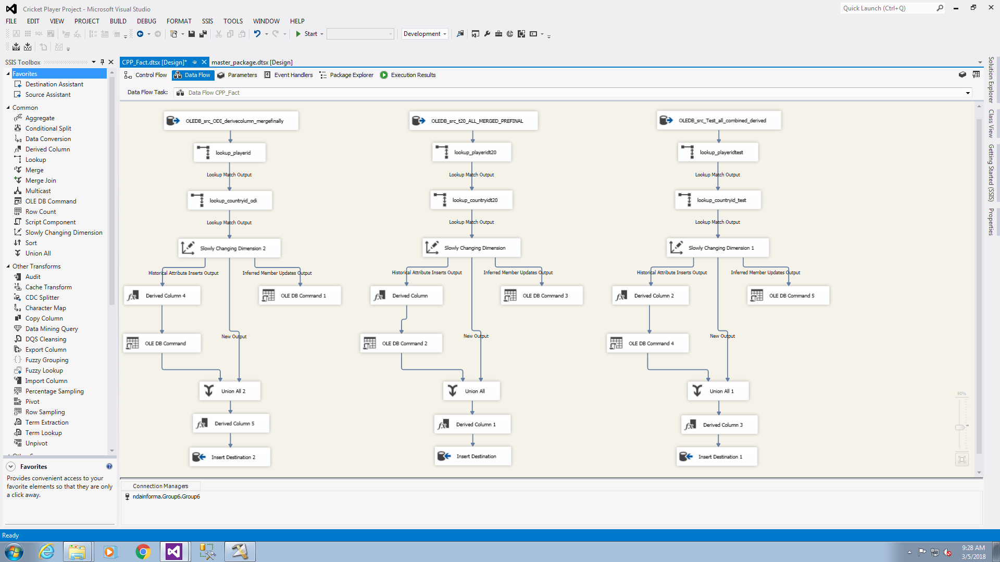 Cricket Player Project - Microsoft Visual Studio
Quick Launch (Ctrl+Q)
FILE EDIT VIEW PROJECT BUILD DEBUG FORMAT SSIS TOOLS WINDOW HELP
SQL
Start
Development
SSIS Toolbox
CPP_Fact.dtsx [Design]*
master_package.dtsx [Design]
Favorites
Destination Assistant
Source Assistant
Common
Aggregate
Conditional Split
Data Conversion
Derived Column
Lookup
Merge
Merge Join
Multicast
OLE DB Command
Row Count
Script Component
Slowly Changing Dimension
Sort
Union All
Other Transforms
Audit
Cache Transform
CDC Splitter
Character Map
Copy Column
Data Mining Query
DQS Cleansing
Export Column
Fuzzy Grouping
Fuzzy Lookup
Import Column
Percentage Sampling
Pivot
Row Sampling
Term Extraction
Term Lookup
Unpivot
Favorites
Provides convenient access to your
favorite elements so that they are only
a click away.
Control Flow Data Flow Parameters Event Handlers Package Explorer Execution Results
Data Flow Task: Data Flow CPP_Fact
OLEDB_src_ODI_derivecolumn_mergefinally
lookup_playerid
Lookup Match Output
lookup_countryid_odi
Lookup Match Output
Slowly Changing Dimension 2
Historical Attribute Inserts Output
Inferred Member Updates Output
Derived Column 4
OLE DB Command 1
OLE DB Command
New Output
Union All 2
Derived Column 5
Insert Destination 2
OLEDB_src_t20_ALL_MERGED_PREFINAL
lookup_playeridt20
Lookup Match Output
lookup_countryidt20
Lookup Match Output
Slowly Changing Dimension
Historical Attribute Inserts Output
Inferred Member Updates Output
Derived Column
OLE DB Command 3
OLE DB Command 2
New Output
Union All
Derived Column 1
Insert Destination
OLEDB_src_Test_all_combined_derived
lookup_playeridtest
Lookup Match Output
lookup_countryid_test
Lookup Match Output
Slowly Changing Dimension 1
Historical Attribute Inserts Output
Inferred Member Updates Output
Derived Column 2
OLE DB Command 5
OLE DB Command 4
New Output
Union All 1
Derived Column 3
Insert Destination 1
90%
Connection Managers
ndainforma.Group6.Group6
Solution Explorer
Class View
Getting Started (SSIS)
Properties
Ready
9:28 AM
3/5/2018